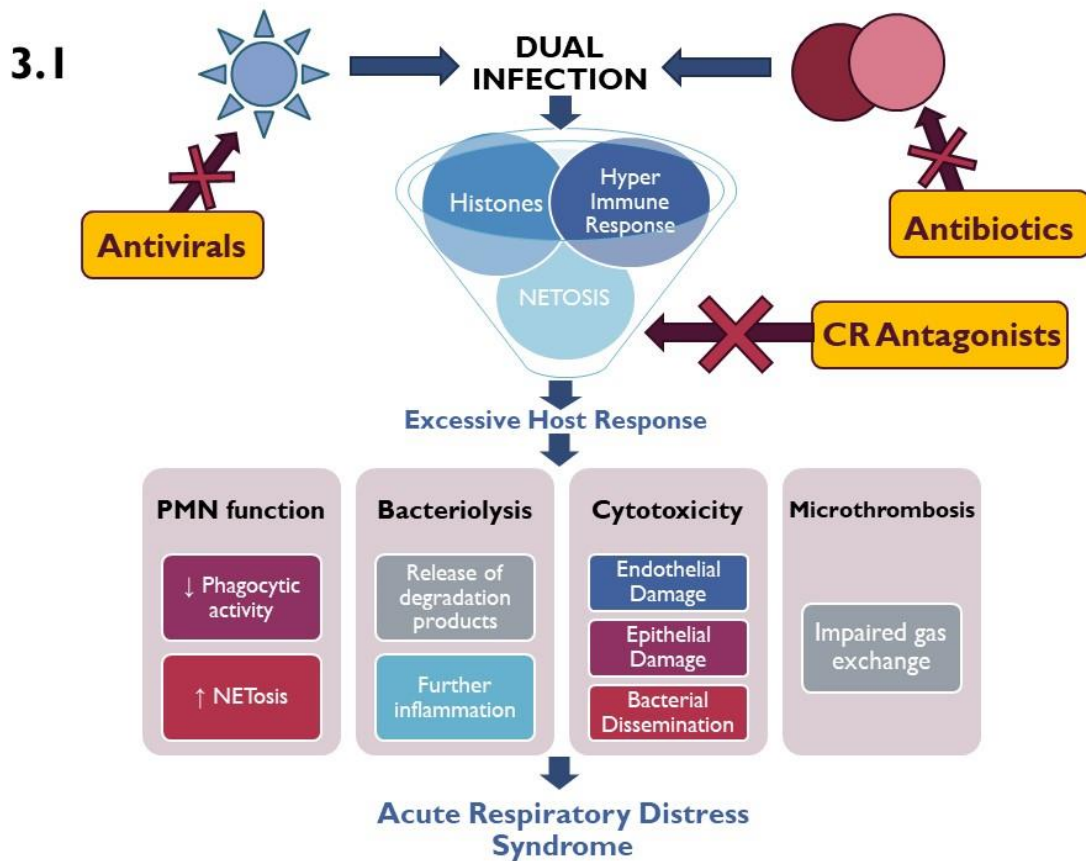 3.1
DUAL
INFECTION
Antivirals
Antibiotics
Histones
Hyper
Immune
Response
NETOSIS
CR Antagonists
Excessive Host Response
PMN function
↓ Phagocytic
activity
↑ NETosis
Bacteriolysis
Release of
degradation
products
Further
inflammation
Cytotoxicity
Endothelial
Damage
Epithelial
Damage
Bacterial
Dissemination
Microthrombosis
Impaired gas
exchange
Acute Respiratory Distress
Syndrome